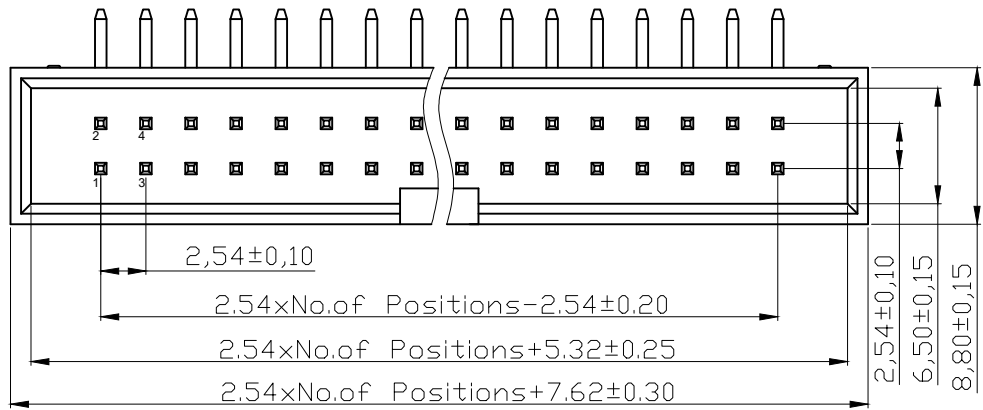 2 4
1 3
2,54±0,10
2.54xNo.of Positions-2.54±0.20
2.54xNo.of Positions+5.32±0.25
2.54xNo.of Positions+7.62±0.30
2,54±0,10
6,50±0,15
8,80±0,15